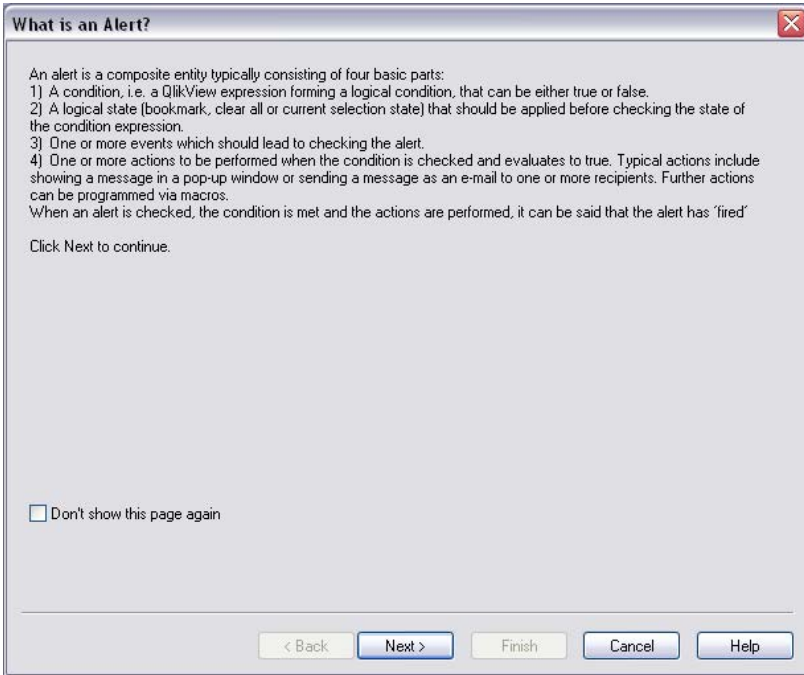 What is an Alert?
An alert is a composite entity typically consisting of four basic parts:
1) A condition, i.e. a QlikView expression forming a logical condition, that can be either true or false.
2) A logical state (bookmark, clear all or current selection state) that should be applied before checking the state of
the condition expression.
3) One or more events which should lead to checking the alert.
4) One or more actions to be performed when the condition is checked and evaluates to true. Typical actions include
showing a message in a pop-up window or sending a message as an e-mail to one or more recipients. Further actions
can be programmed via macros.
When an alert is checked, the condition is met and the actions are performed, it can be said that the alert has ´fired´
Click Next to continue.
Don't show this page again
< Back Next > Finish Cancel Help